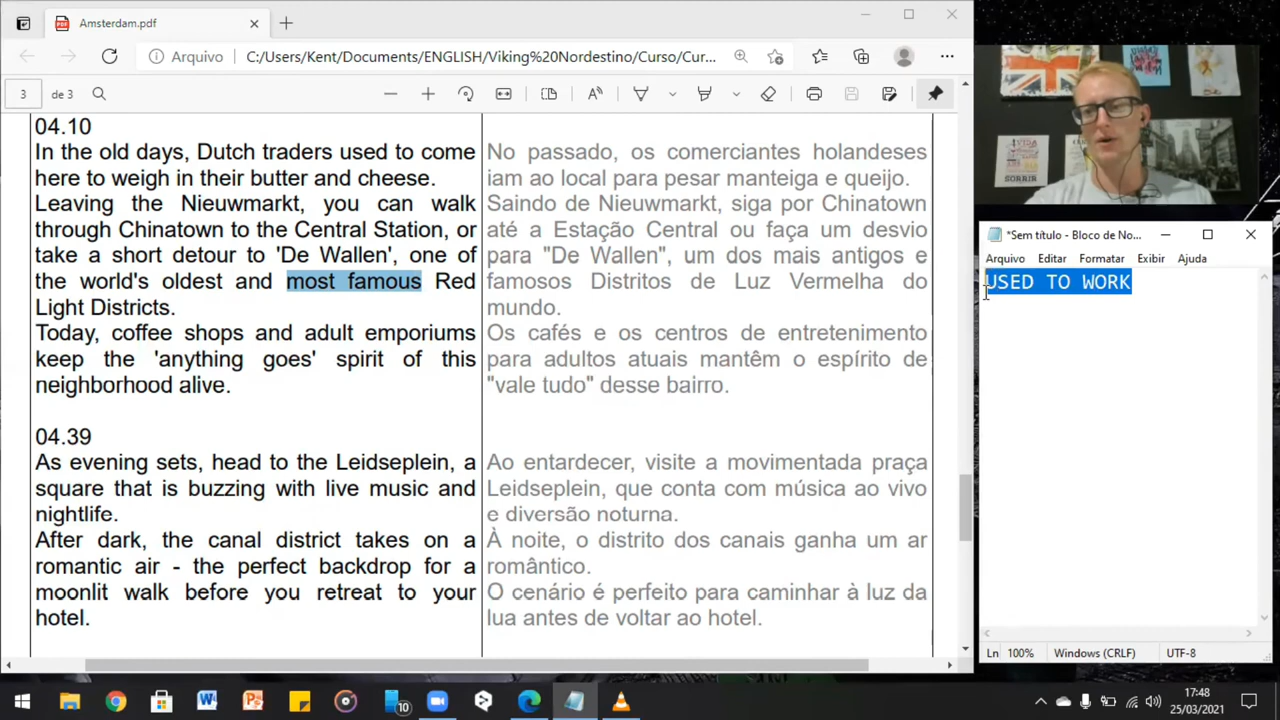 Amsterdam.pdf
Arquivo
C:/Users/Kent/Documents/ENGLISH/Viking%20Nordestino/Curso/Cur...
3
de 3
04.10
In the old days, Dutch traders used to come
here to weigh in their butter and cheese.
Leaving the Nieuwmarkt, you can walk
through Chinatown to the Central Station, or
take a short detour to 'De Wallen', one of
the world's oldest and most famous Red
Light Districts.
Today, coffee shops and adult emporiums
keep the 'anything goes' spirit of this
neighborhood alive.
04.39
As evening sets, head to the Leidseplein, a
square that is buzzing with live music and
nightlife.
After dark, the canal district takes on a
romantic air - the perfect backdrop for a
moonlit walk before you retreat to your
hotel.
No passado, os comerciantes holandeses
iam ao local para pesar manteiga e queijo.
Saindo de Nieuwmarkt, siga por Chinatown
até a Estação Central ou faça um desvio
para "De Wallen", um dos mais antigos e
famosos Distritos de Luz Vermelha do
mundo.
Os cafés e os centros de entretenimento
para adultos atuais mantêm o espírito de
"vale tudo" desse bairro.
Ao entardecer, visite a movimentada praça
Leidseplein, que conta com música ao vivo
e diversão noturna.
À noite, o distrito dos canais ganha um ar
romântico.
O cenário é perfeito para caminhar à luz da
lua antes de voltar ao hotel.
SORRIR
*Sem título - Bloco de No...
Arquivo Editar Formatar Exibir Ajuda
USED TO WORK
Ln 100% Windows (CRLF) UTF-8
10
17:48
25/03/2021